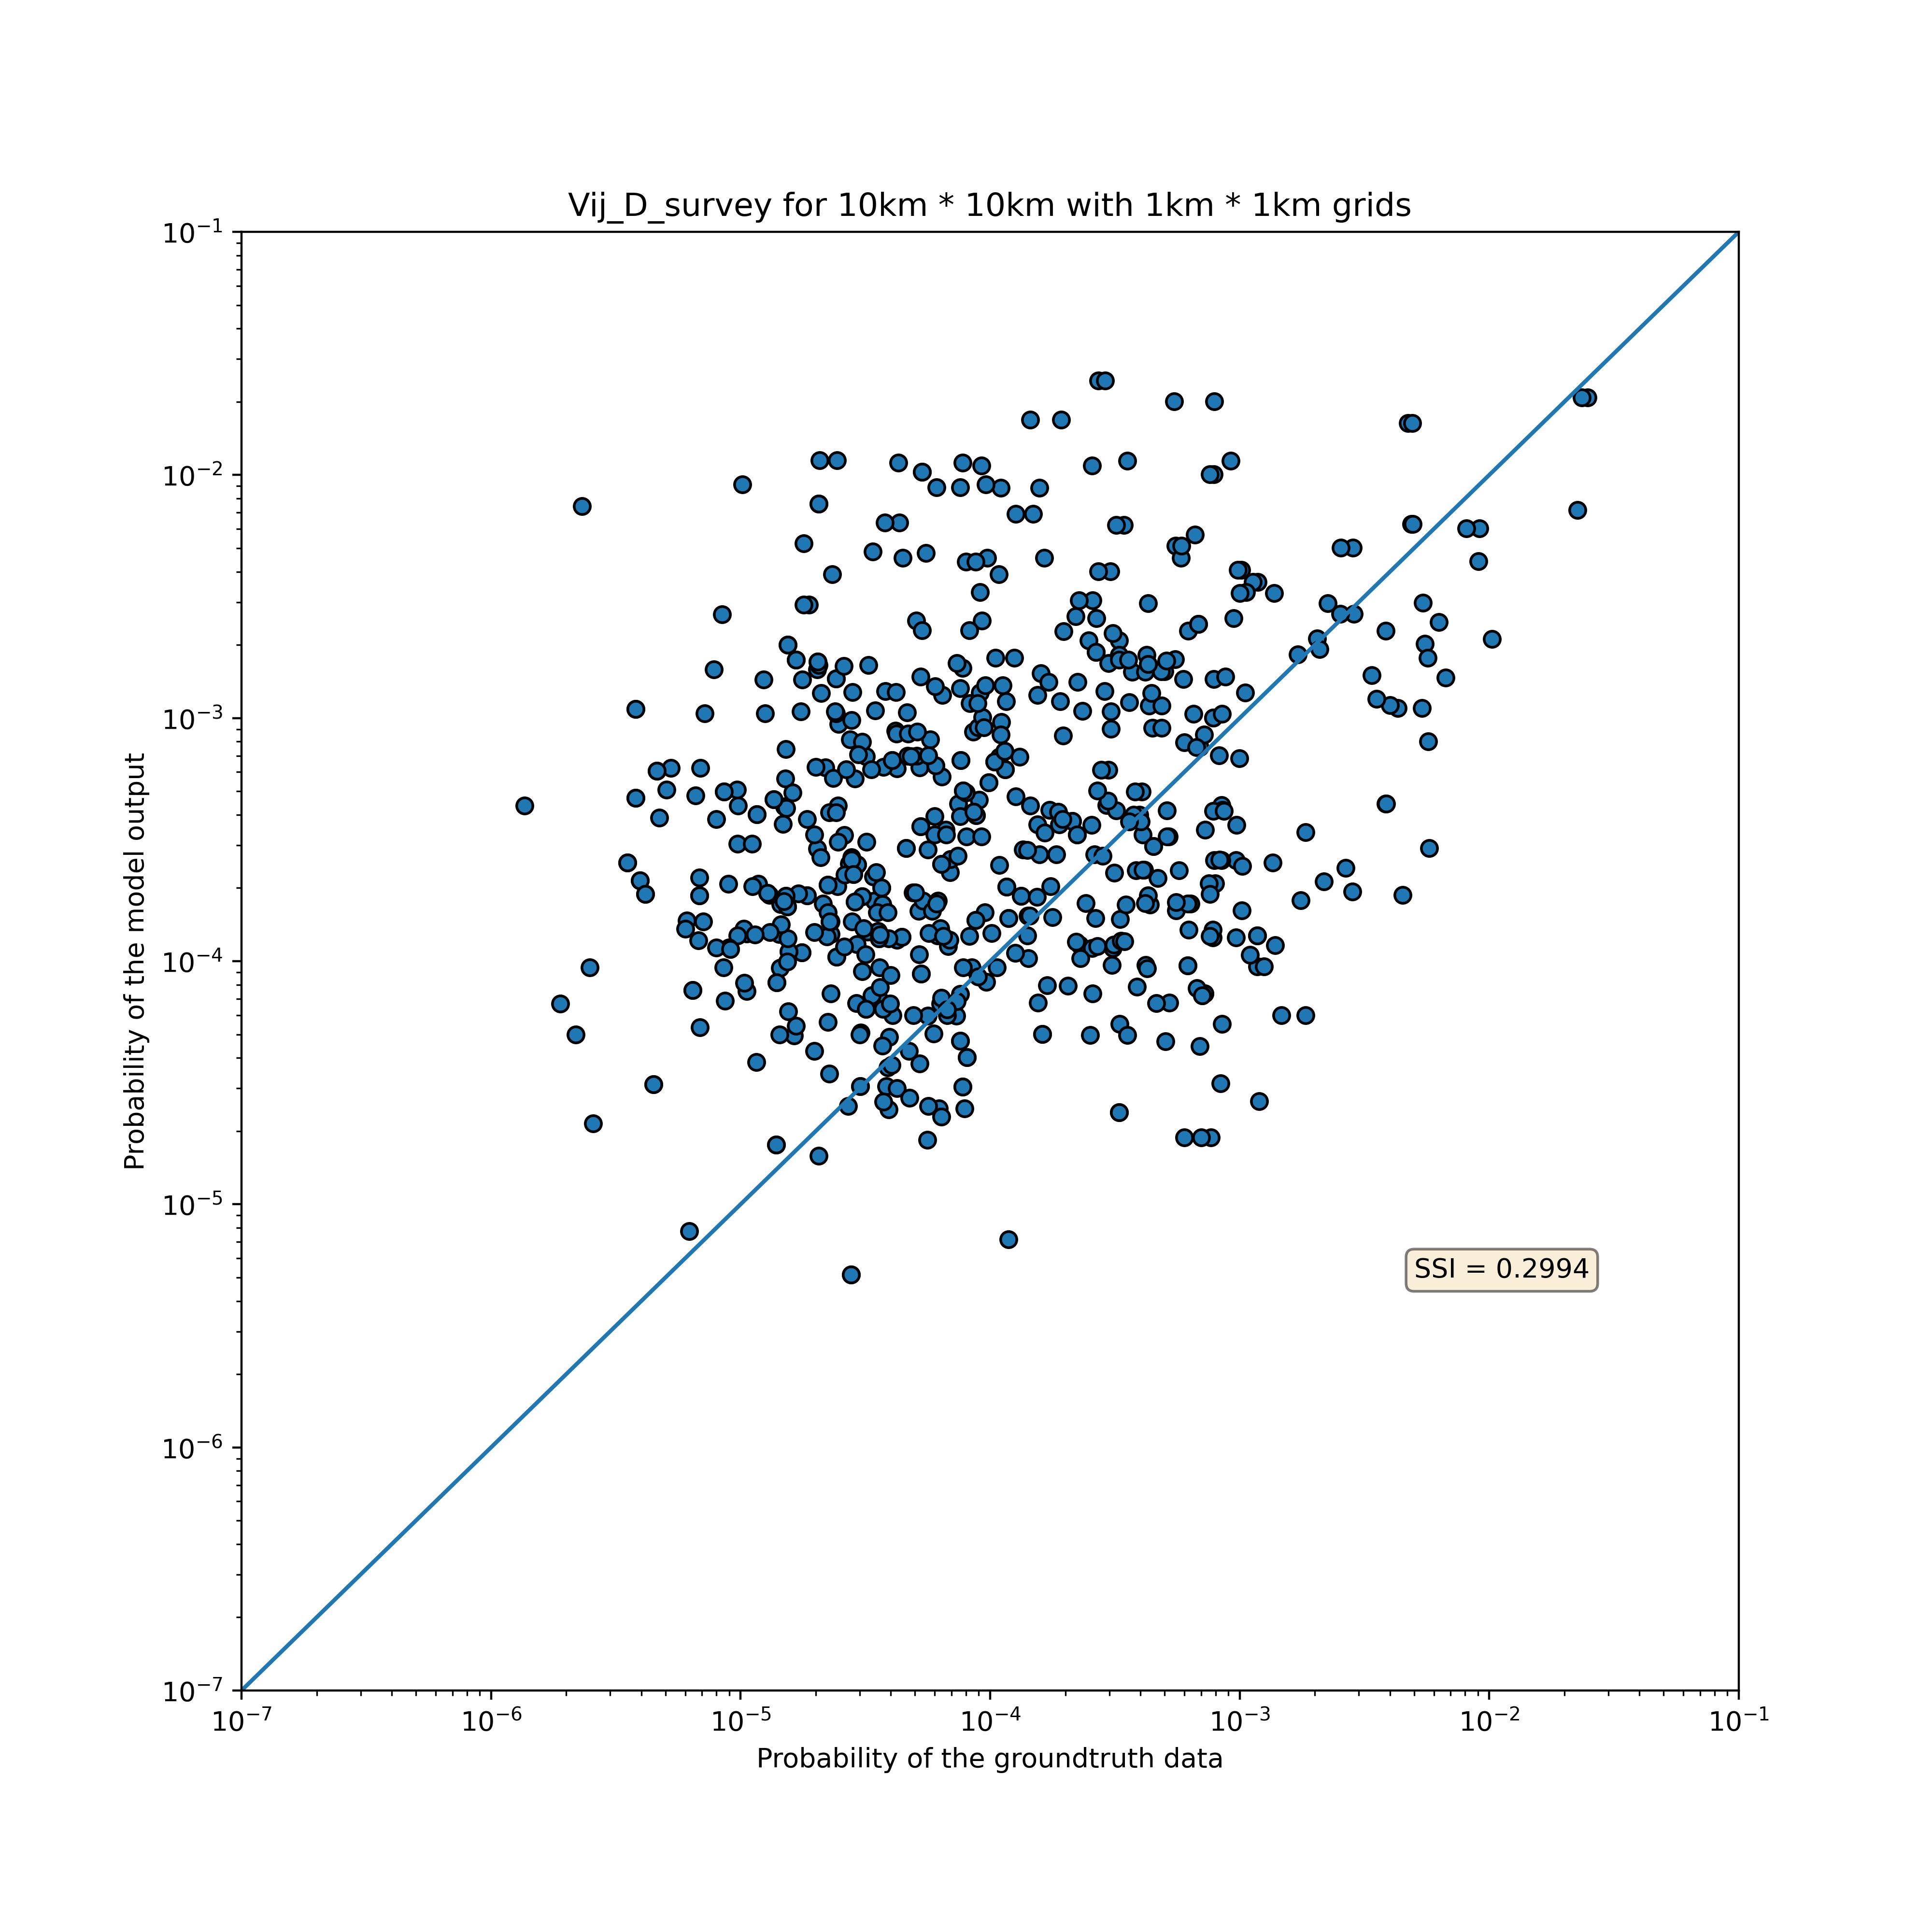 Vij_D_survey for 10km * 10km with 1km * 1km grids
10⁻¹
10⁻²
10⁻³
10⁻⁴
10⁻⁵
10⁻⁶
10⁻⁷
Probability of the model output
SSI = 0.2994
10⁻⁷ 10⁻⁶ 10⁻⁵ 10⁻⁴ 10⁻³ 10⁻² 10⁻¹
Probability of the groundtruth data